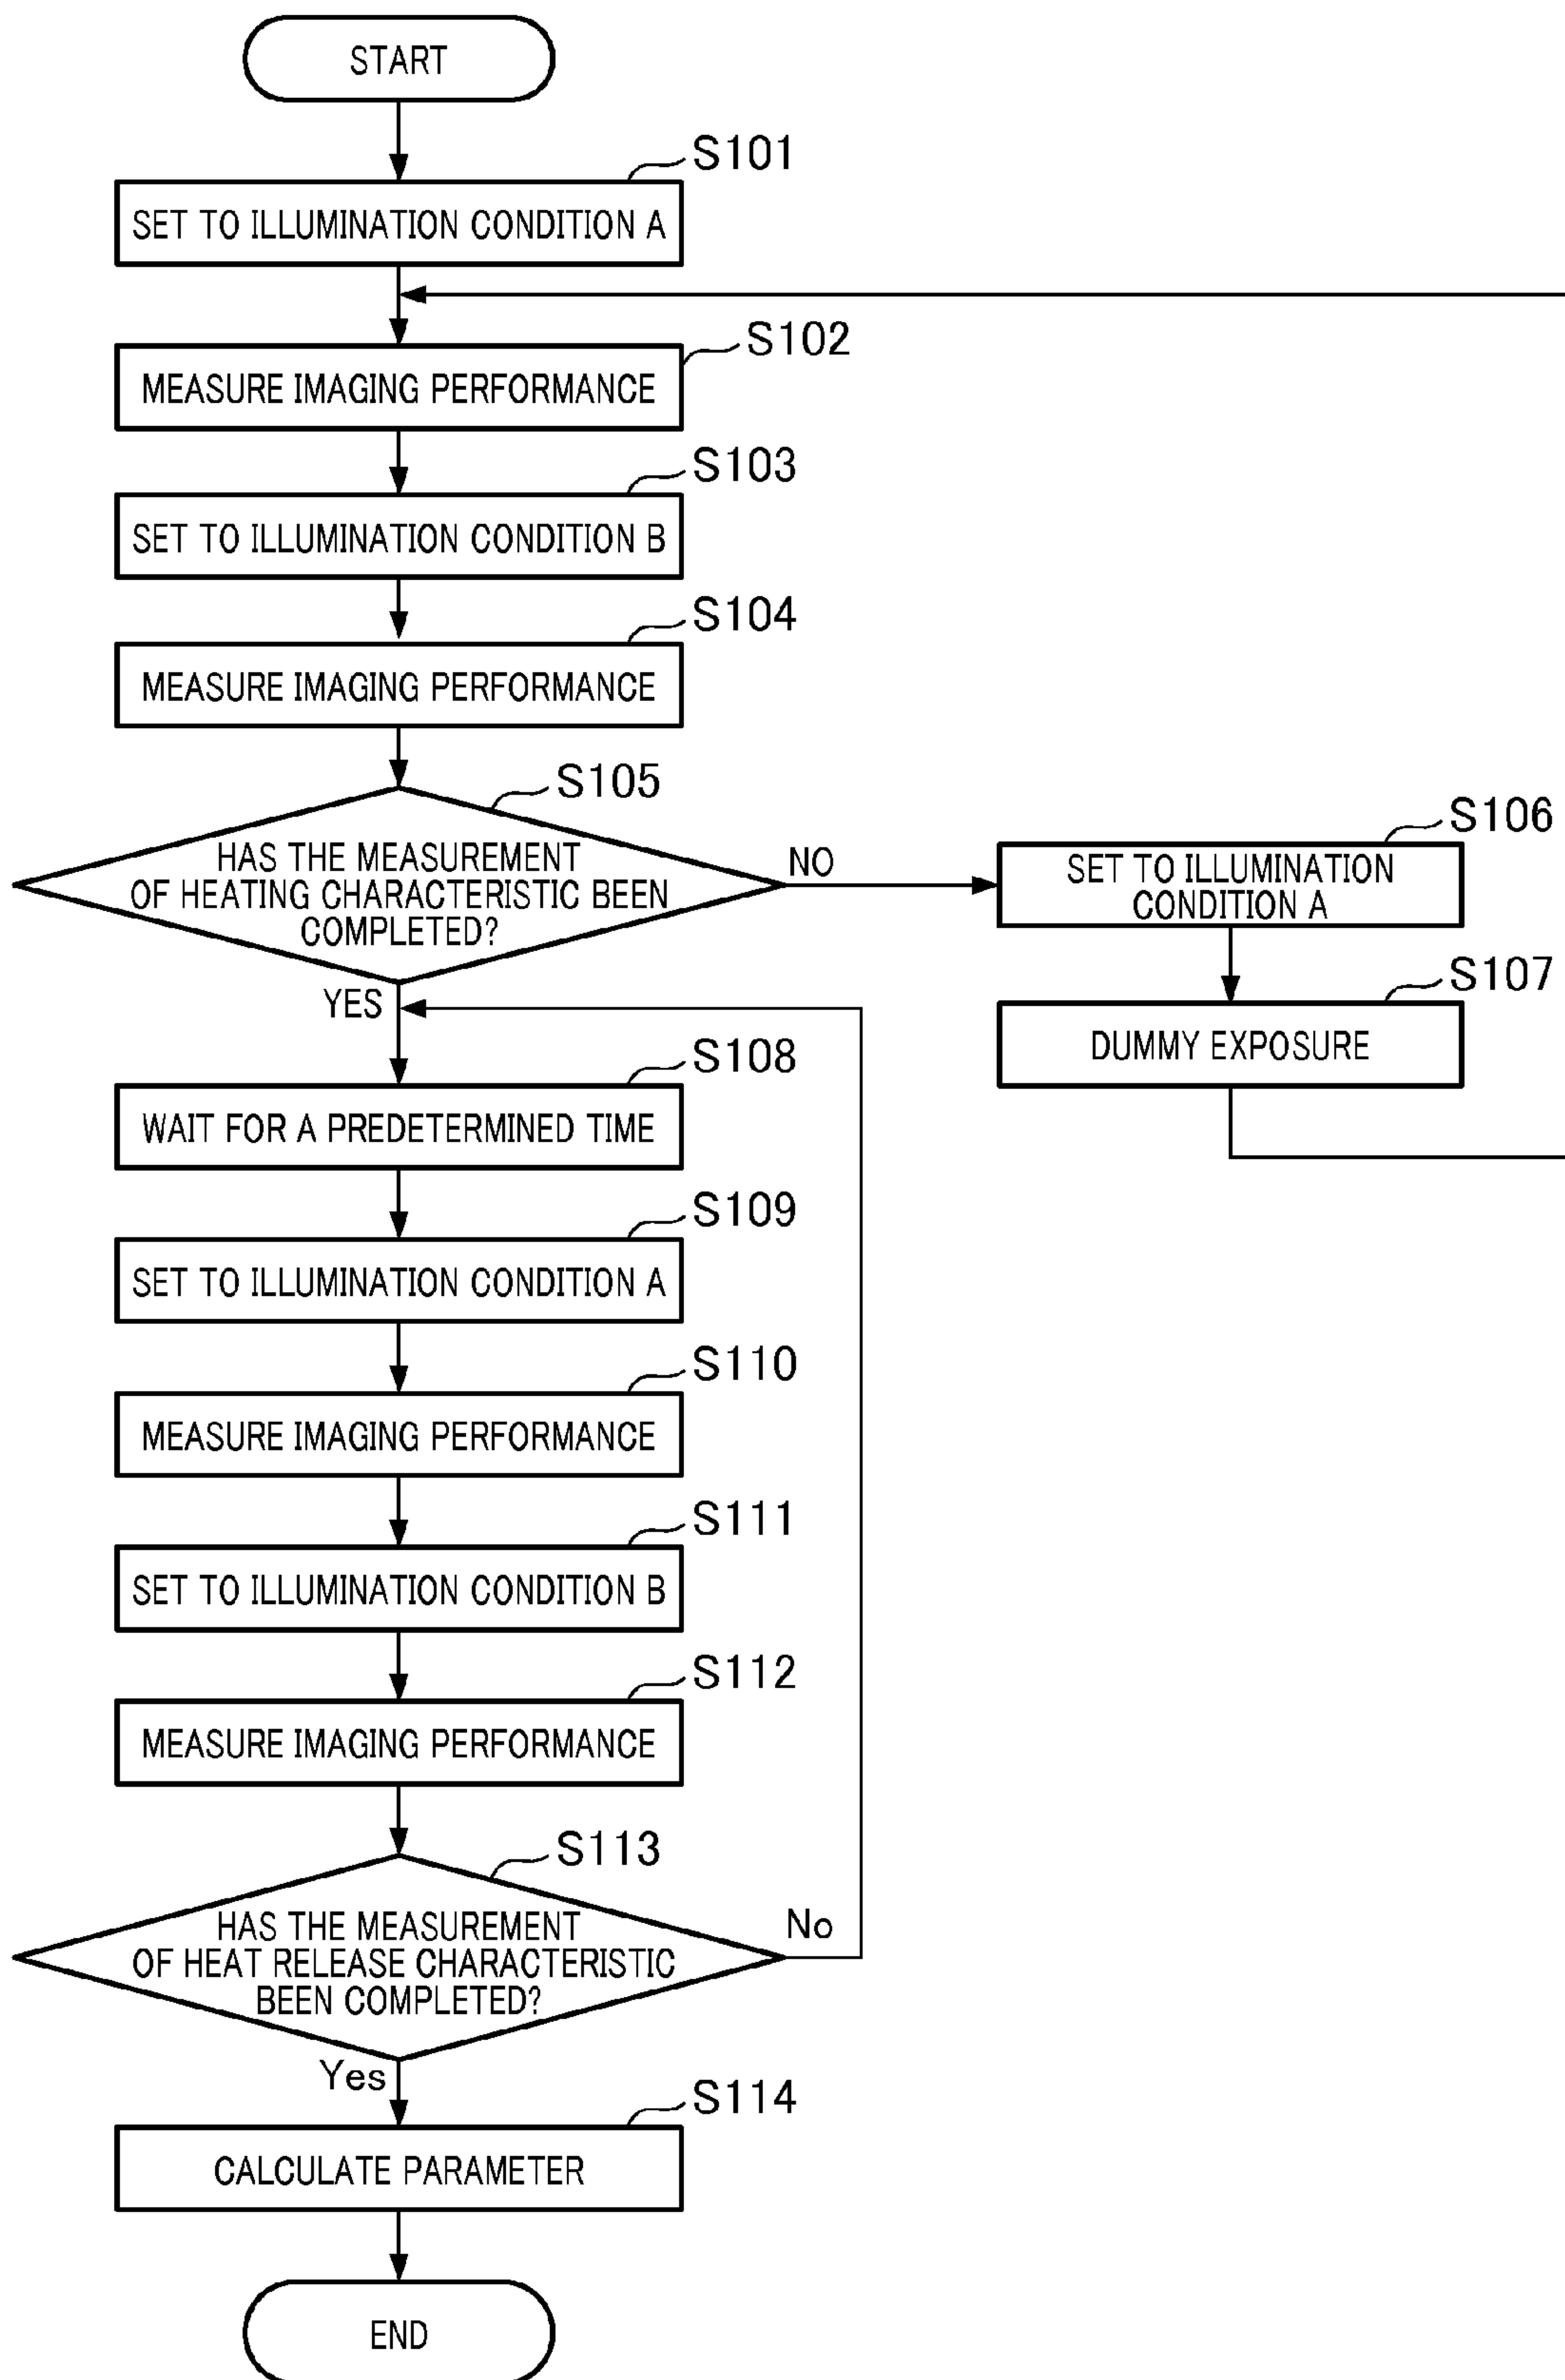 START
S101
SET TO ILLUMINATION CONDITION A
S102
MEASURE IMAGING PERFORMANCE
S103
SET TO ILLUMINATION CONDITION B
S104
MEASURE IMAGING PERFORMANCE
S105
HAS THE MEASUREMENT
OF HEATING CHARACTERISTIC BEEN
COMPLETED?
NO
S106
SET TO ILLUMINATION
CONDITION A
S107
DUMMY EXPOSURE
YES
S108
WAIT FOR A PREDETERMINED TIME
S109
SET TO ILLUMINATION CONDITION A
S110
MEASURE IMAGING PERFORMANCE
S111
SET TO ILLUMINATION CONDITION B
S112
MEASURE IMAGING PERFORMANCE
S113
HAS THE MEASUREMENT
OF HEAT RELEASE CHARACTERISTIC
BEEN COMPLETED?
No
Yes
S114
CALCULATE PARAMETER
END